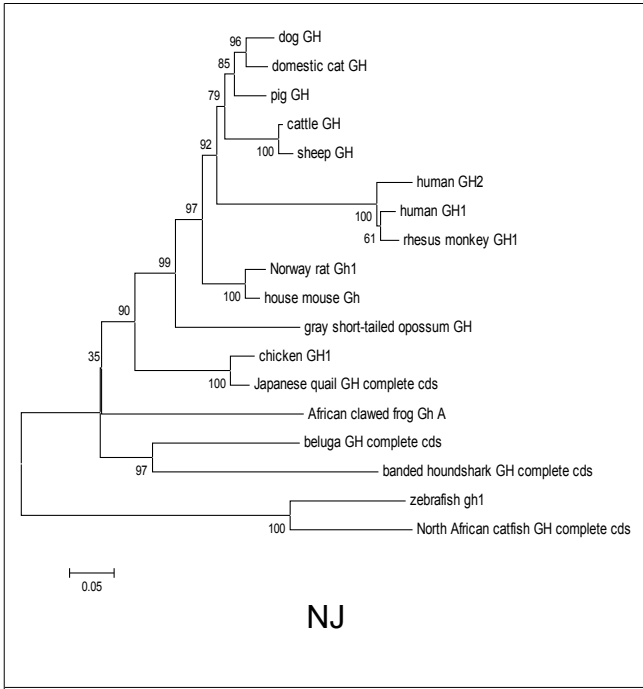 dog GH
96
domestic cat GH
85
pig GH
79
cattle GH
100
sheep GH
92
human GH2
100
human GH1
97
61
rhesus monkey GH1
Norway rat Gh1
99
100
house mouse Gh
90
gray short-tailed opossum GH
35
chicken GH1
100
Japanese quail GH complete cds
African clawed frog Gh A
beluga GH complete cds
97
banded houndshark GH complete cds
zebrafish gh1
100
North African catfish GH complete cds
0.05
NJ